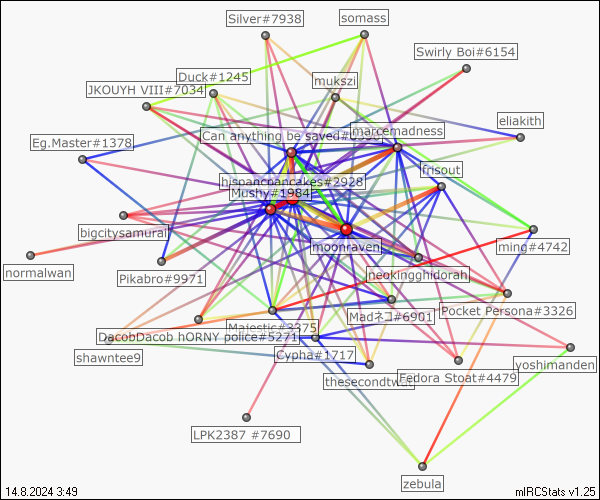 Silver#7938
somass
Swirly Boi#6154
Duck#1245
mukszi
JKOUYH VIII#7034
eliakith
Can anything be saved#
marcemadness
Eg.Master#1378
frisout
hispanicpancakes#2928
Mushy#1984
bigcitysamurai
moonraven
ming#4742
normalwan
Pikabro#9971
neokingghidorah
Pocket Persona#3326
Madネコ#6901
Majestic#3375
DacobDacob hORNY police#5271
Cypha#1717
shawntee9
yoshimanden
thesecondtwit
Fedora Stoat#4479
LPK2387 #7690
zebula
14.8.2024 3:49
mIRCStats v1.25